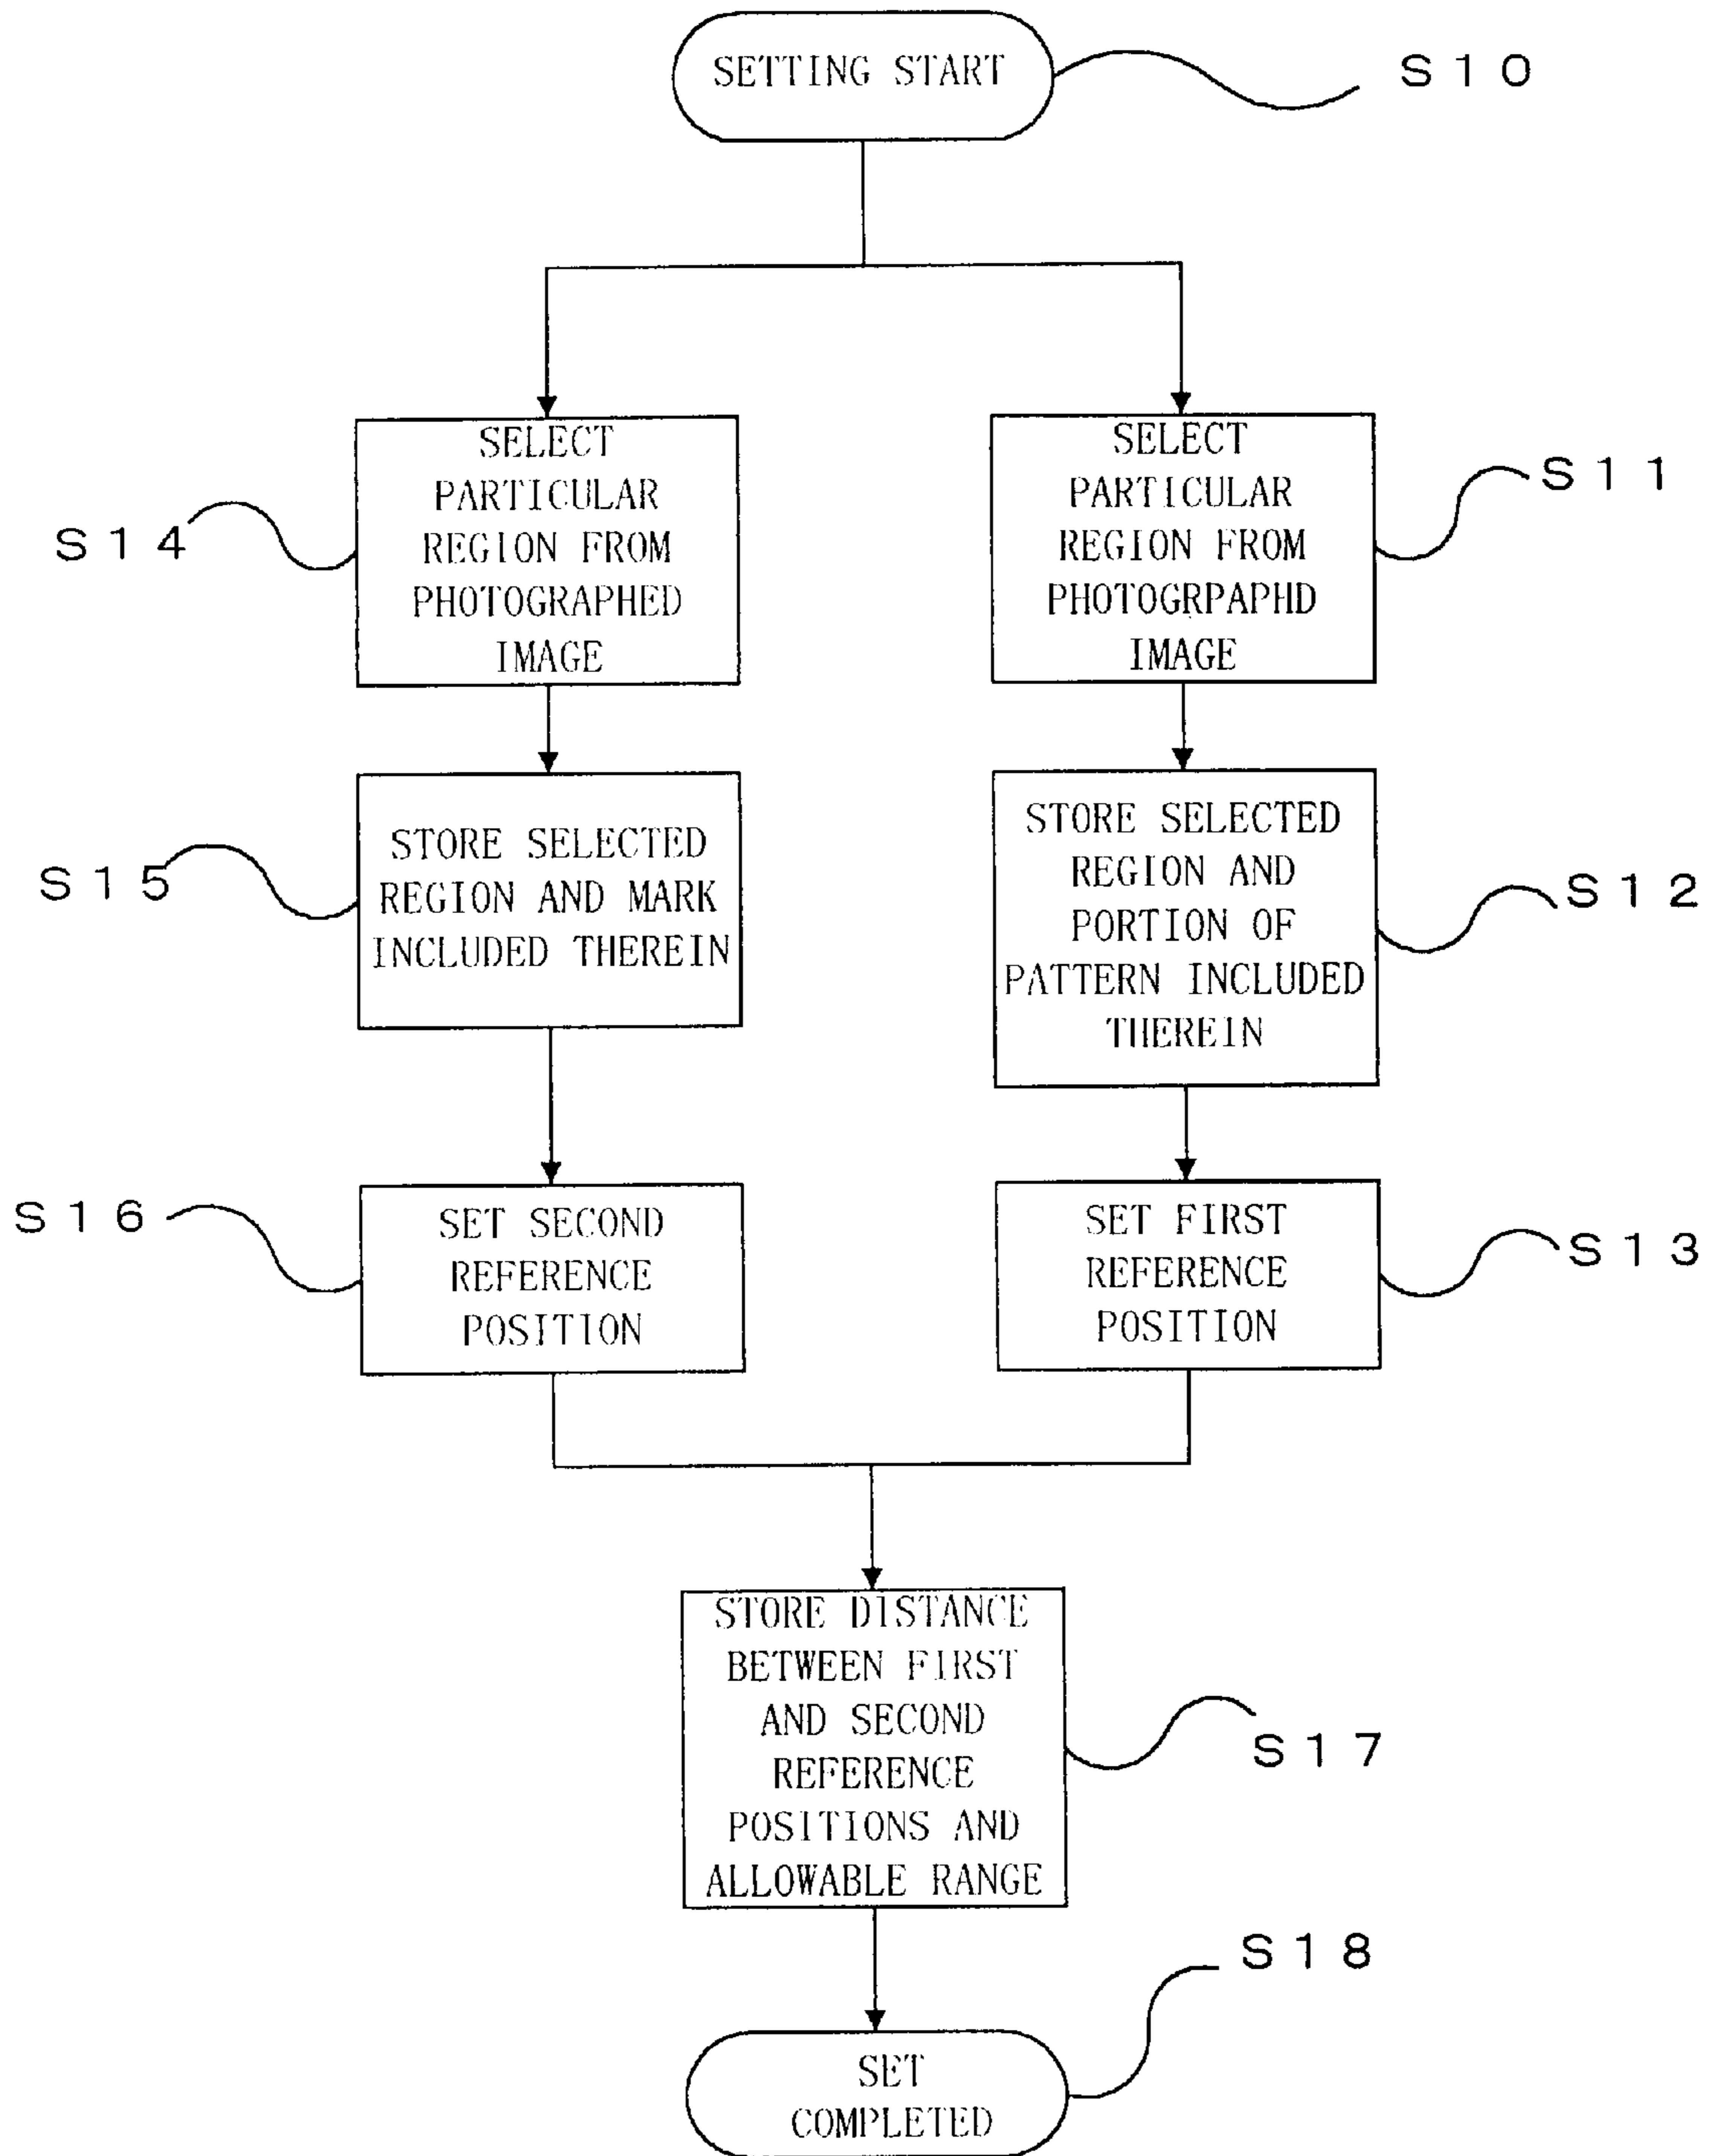 SETTING START
S10
SELECT
PARTICULAR
REGION FROM
PHOTOGRAPHED
IMAGE
S14
SELECT
PARTICULAR
REGION FROM
PHOTOGRPAPHD
IMAGE
S11
STORE SELECTED
REGION AND MARK
INCLUDED THEREIN
S15
STORE SELECTED
REGION AND
PORTION OF
PATTERN INCLUDED
THEREIN
S12
SET SECOND
REFERENCE
POSITION
S16
SET FIRST
REFERENCE
POSITION
S13
STORE DISTANCE
BETWEEN FIRST
AND SECOND
REFERENCE
POSITIONS AND
ALLOWABLE RANGE
S17
SET
COMPLETED
S18